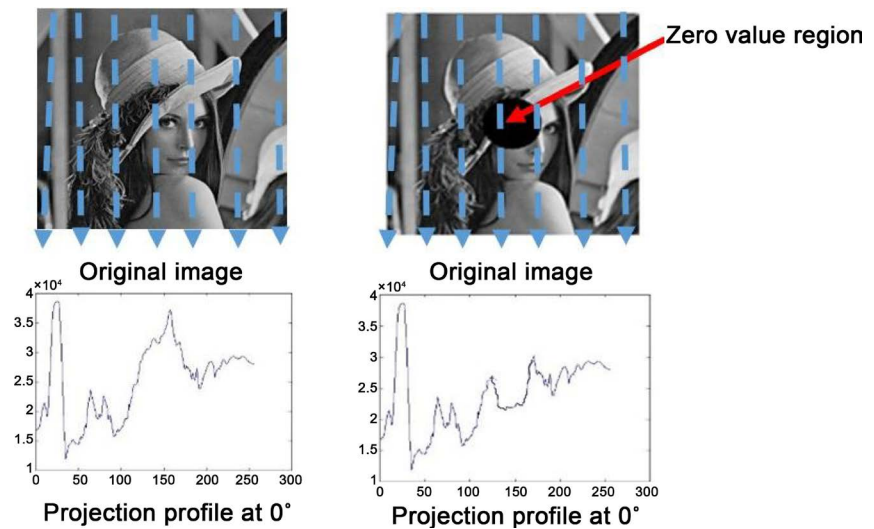 Zero value region
Original image
Original image
×10⁴
4
3.5
3
2.5
2
1.5
1
0 50 100 150 200 250 300
Projection profile at 0°
×10⁴
4
3.5
3
2.5
2
1.5
1
0 50 100 150 200 250 300
Projection profile at 0°